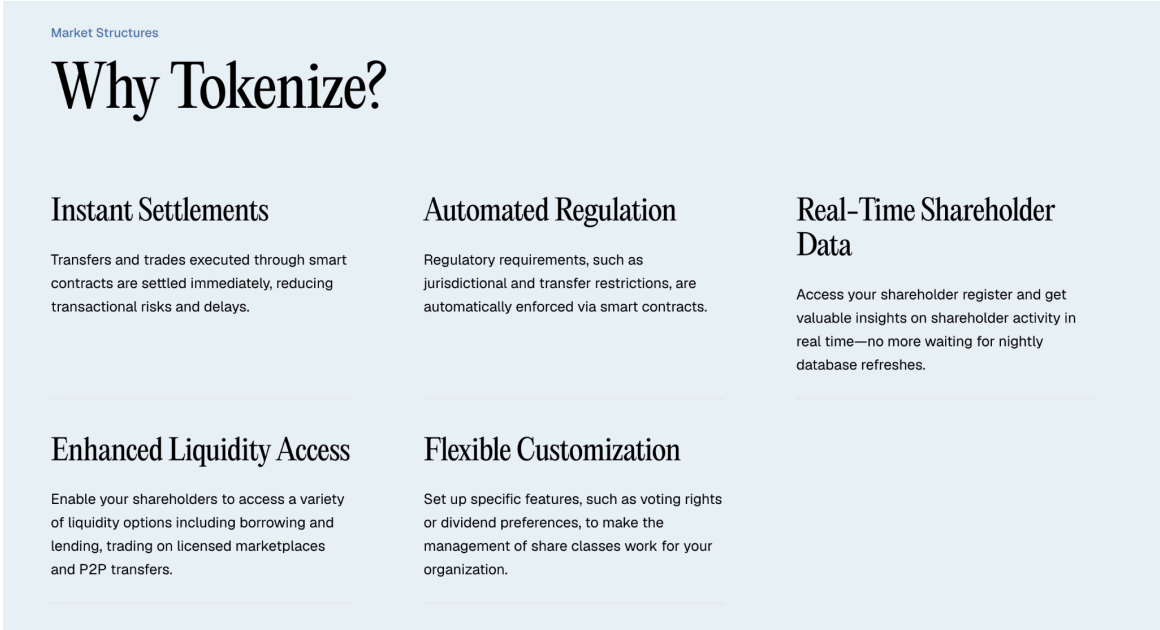 Market Structures
Why Tokenize?
Instant Settlements
Transfers and trades executed through smart
contracts are settled immediately, reducing
transactional risks and delays.
Automated Regulation
Regulatory requirements, such as
jurisdictional and transfer restrictions, are
automatically enforced via smart contracts.
Real-Time Shareholder
Data
Access your shareholder register and get
valuable insights on shareholder activity in
real time—no more waiting for nightly
database refreshes.
Enhanced Liquidity Access
Enable your shareholders to access a variety
of liquidity options including borrowing and
lending, trading on licensed marketplaces
and P2P transfers.
Flexible Customization
Set up specific features, such as voting rights
or dividend preferences, to make the
management of share classes work for your
organization.